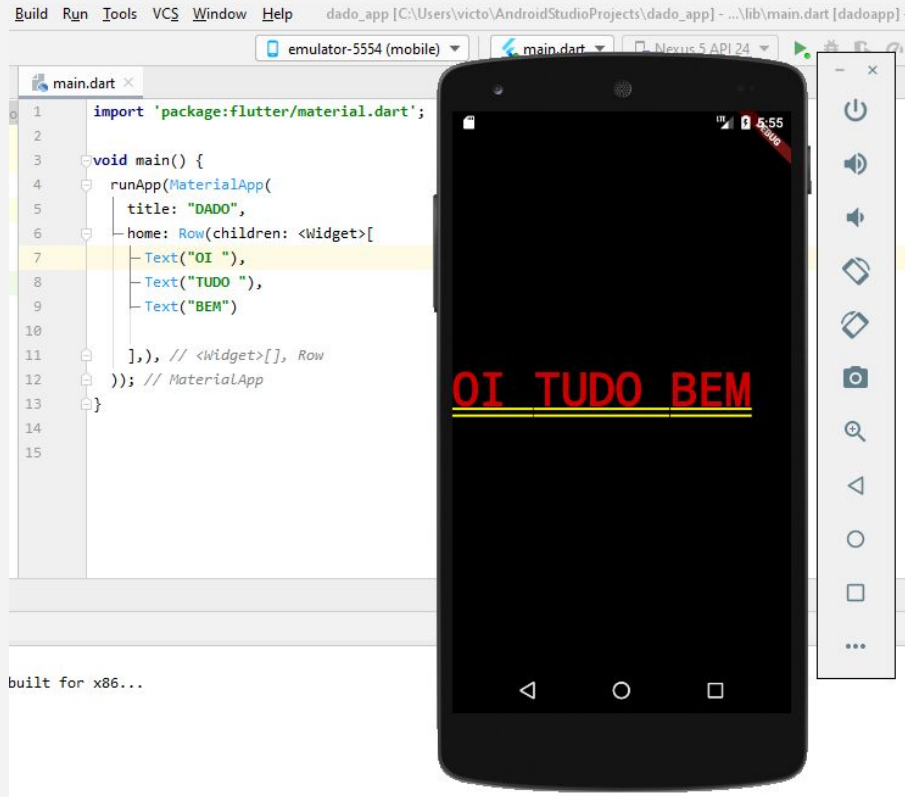 Build Run Tools VCS Window Help dado_app [C:\Users\victo\AndroidStudioProjects\dado_app] - ...\lib\main.dart [dadoapp] -
emulator-5554 (mobile) main.dart Nexus 5 API 24
main.dart
1 import 'package:flutter/material.dart';
2
3 void main() {
4 runApp(MaterialApp(
5 title: "DADO",
6 home: Row(children: <Widget>[
7 Text("OI "),
8 Text("TUDO "),
9 Text("BEM")
10
11 ],), // <Widget>[], Row
12 )); // MaterialApp
13 }
14
15
built for x86...
LTE 5:55
DEBUG
OI TUDO BEM